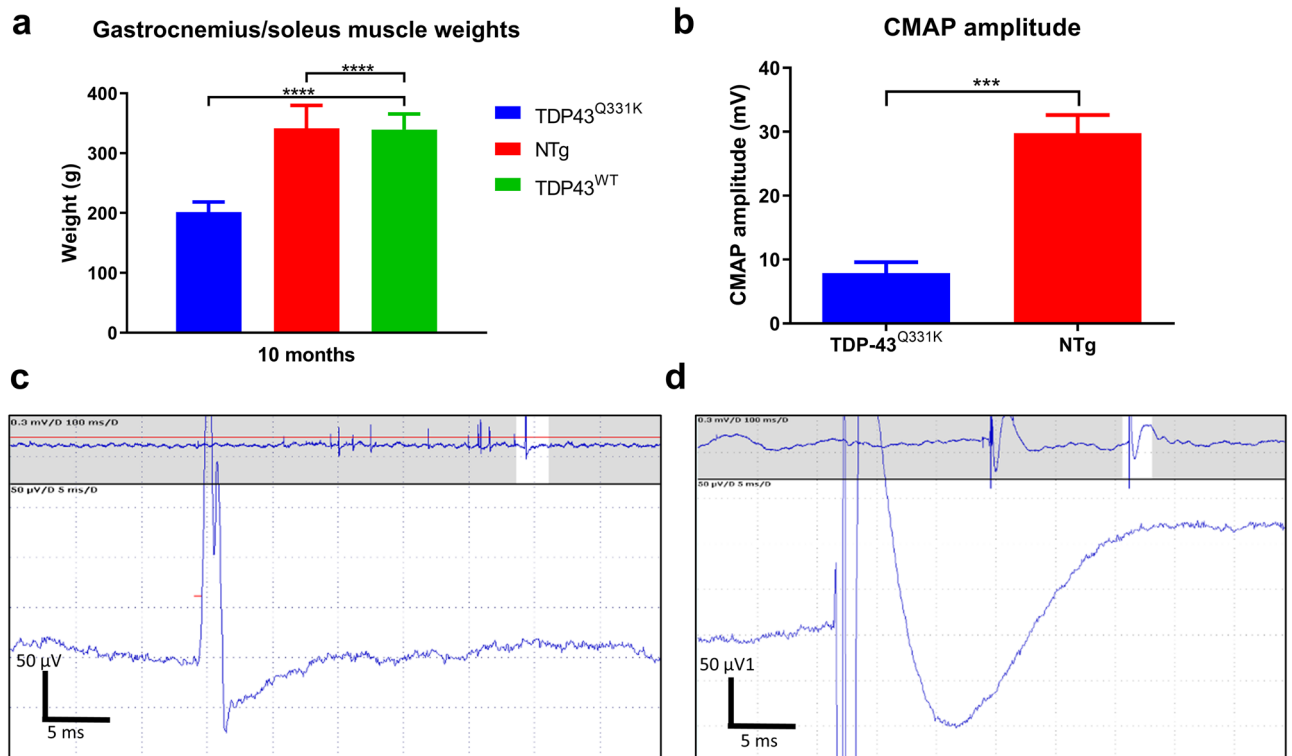 a
Gastrocnemius/soleus muscle weights
****
****
400
300
200
100
0
Weight (g)
10 months
TDP43Q331K
NTg
TDP43WT
b
CMAP amplitude
***
40
30
20
10
0
CMAP amplitude (mV)
TDP-43Q331K
NTg
c
0.3 mV/D 100 ms/D
50 µV/D 5 ms/D
50 µV
5 ms
d
0.3 mV/D 100 ms/D
50 µV/D 5 ms/D
50 µV1
5 ms